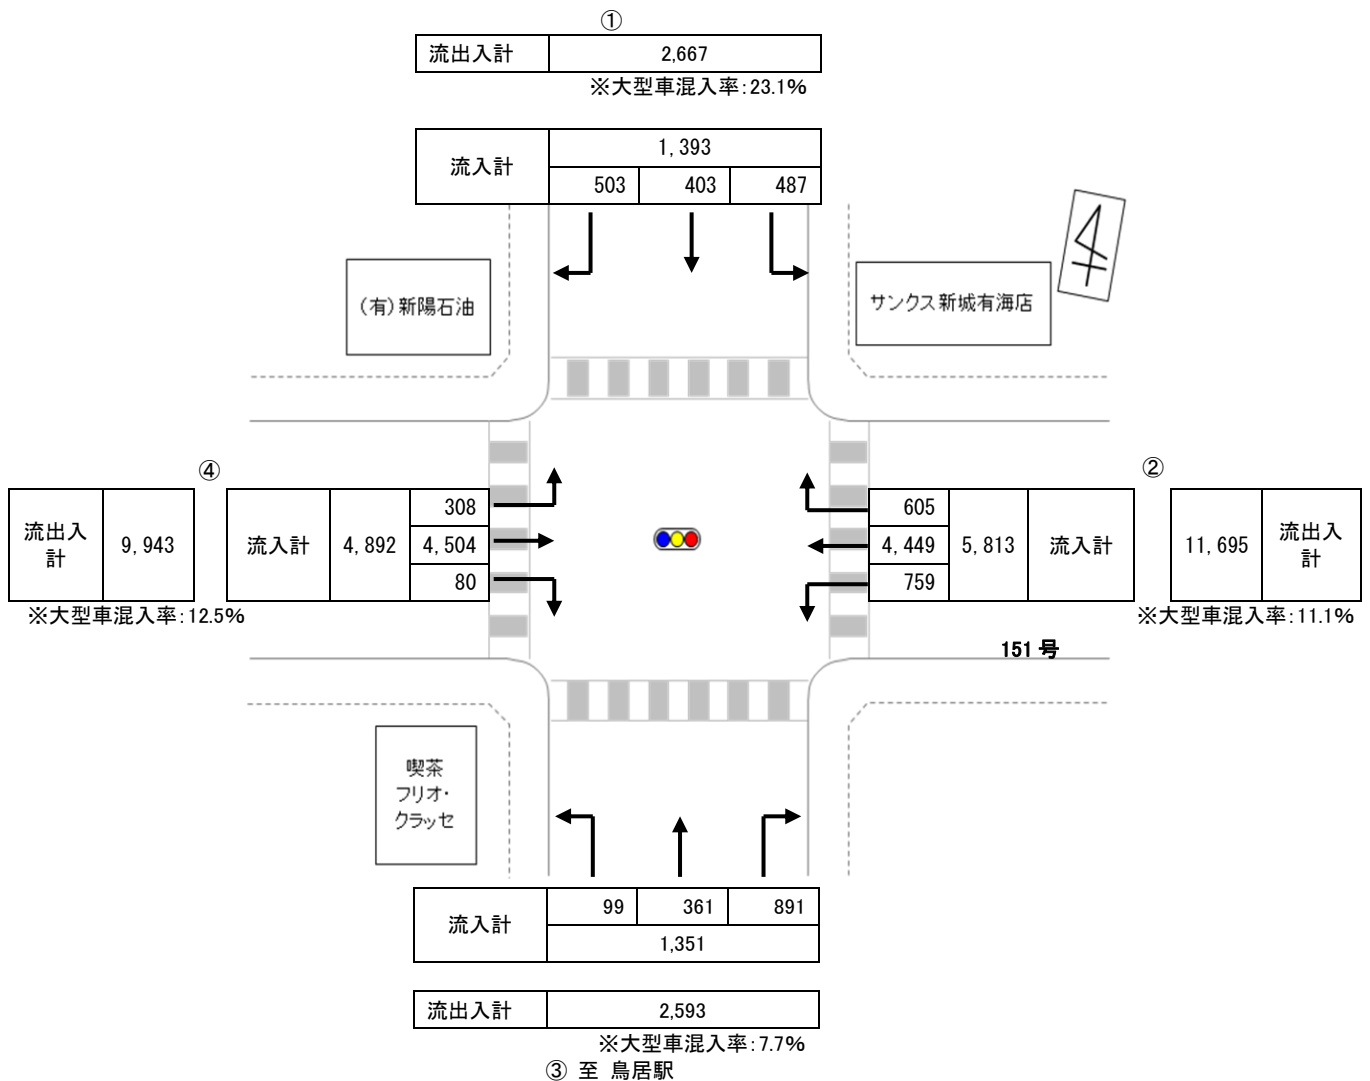 ①
流出入計 2,667
※大型車混入率：23.1%
流入計 1,393
503 403 487
(有)新陽石油
サンクス新城有海店
④
②
流出入計 9,943 流入計 4,892
308
4,504
80
605
4,449
759
5,813 流入計 11,695 流出入計
※大型車混入率：12.5%
※大型車混入率：11.1%
151 号
喫茶
フリオ・
クラッセ
流入計 99 361 891
1,351
流出入計 2,593
※大型車混入率：7.7%
③ 至 鳥居駅